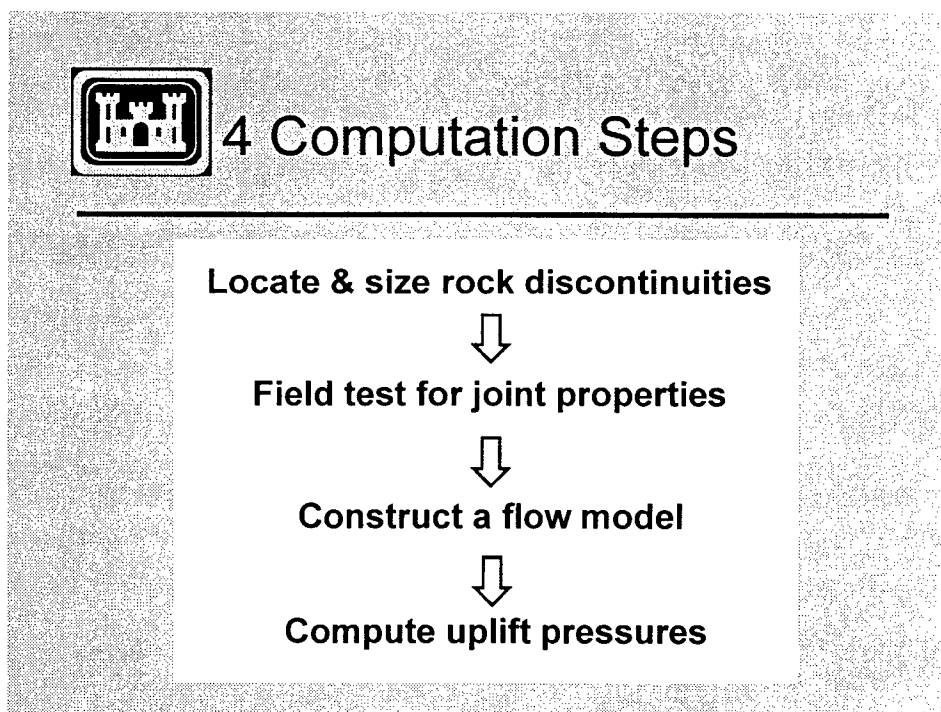 4 Computation Steps
Locate & size rock discontinuities
Field test for joint properties
Construct a flow model
Compute uplift pressures